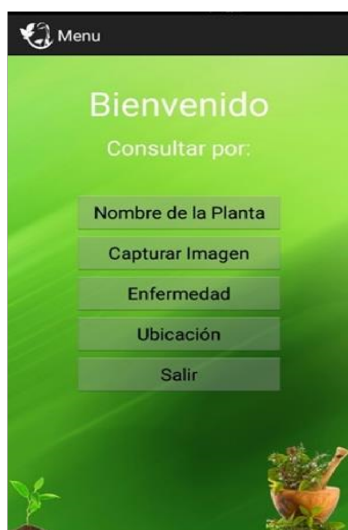 Menu
Bienvenido
Consultar por:
Nombre de la Planta
Capturar Imagen
Enfermedad
Ubicación
Salir